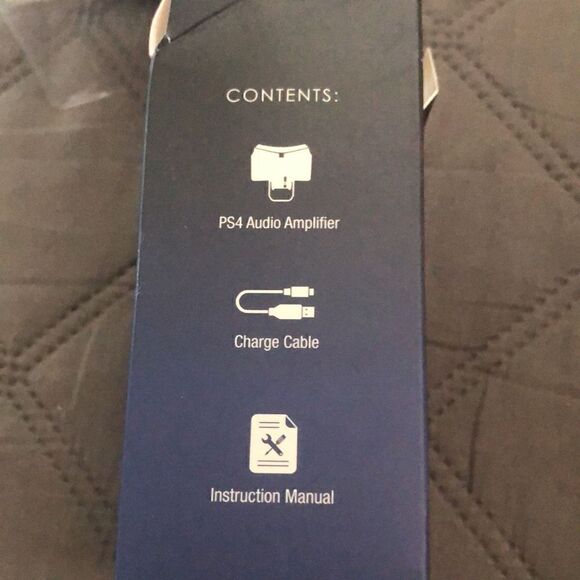 CONTENTS:
PS4 Audio Amplifier
Charge Cable
Instruction Manual